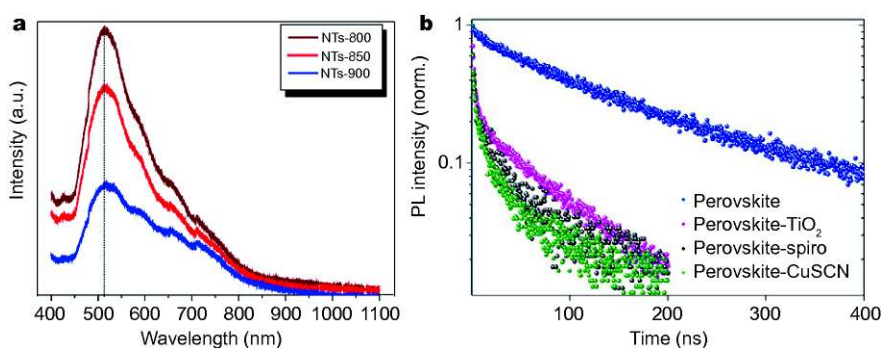 a
NTs-800
NTs-850
NTs-900
Intensity (a.u.)
400 500 600 700 800 900 1000 1100
Wavelength (nm)
b
1
0.1
PL intensity (norm.)
Perovskite
Perovskite-TiO₂
Perovskite-spiro
Perovskite-CuSCN
100 200 300 400
Time (ns)